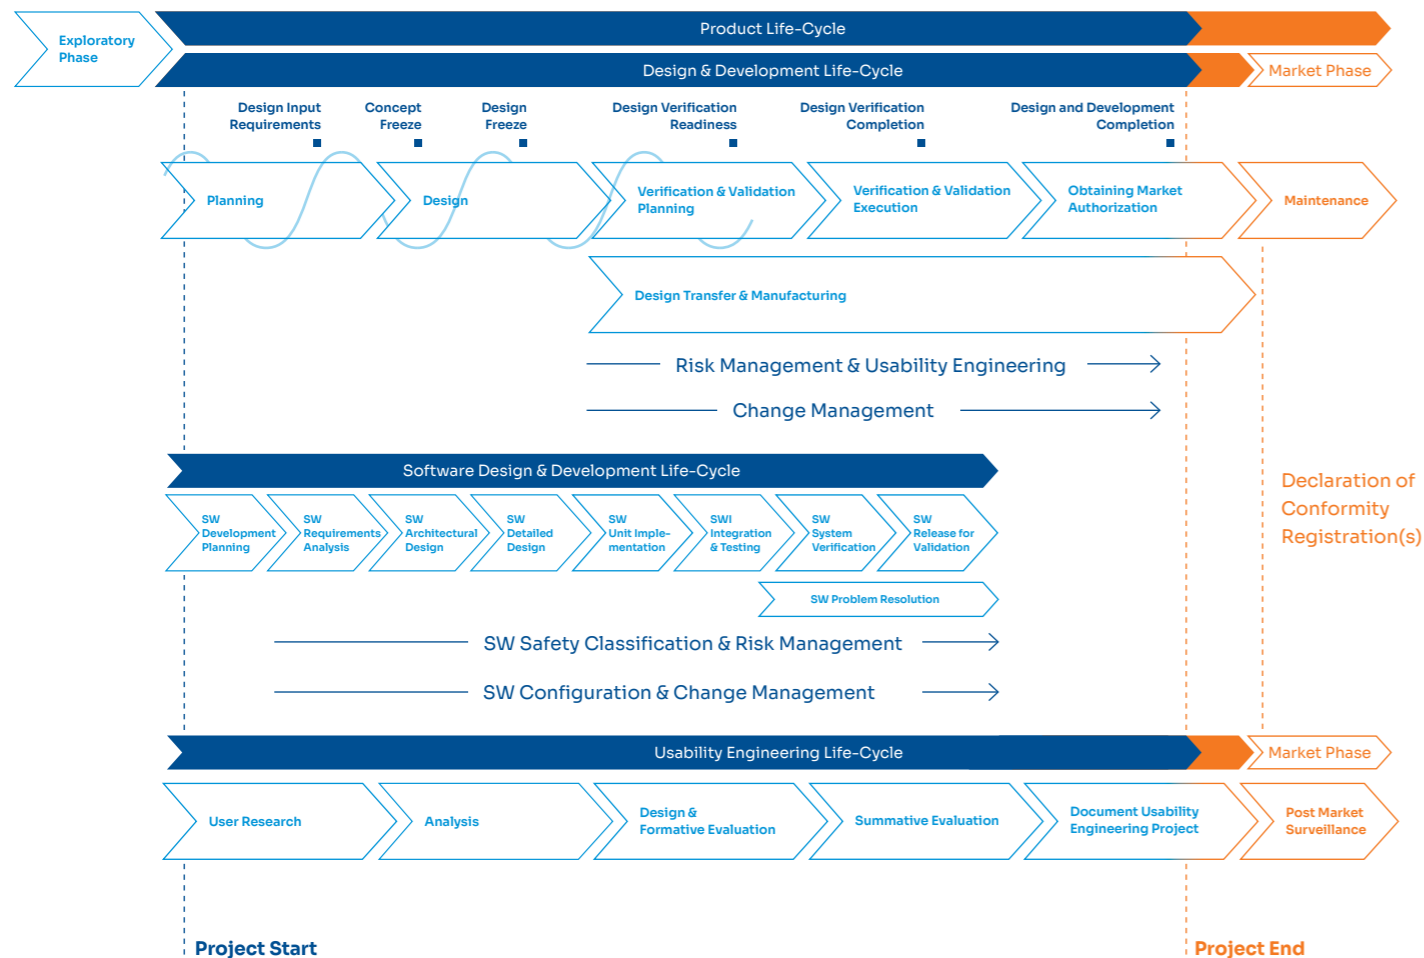 Product Life-Cycle
Exploratory
Phase
Design & Development Life-Cycle
Market Phase
Design Input
Requirements
Concept
Freeze
Design
Freeze
Design Verification
Readiness
Design Verification
Completion
Design and Development
Completion
Planning
Design
Verification & Validation
Planning
Verification & Validation
Execution
Obtaining Market
Authorization
Maintenance
Design Transfer & Manufacturing
Risk Management & Usability Engineering
Change Management
Software Design & Development Life-Cycle
SW
Development
Planning
SW
Requirements
Analysis
SW
Architectural
Design
SW
Detailed
Design
SW
Unit Imple-
mentation
SWI
Integration
& Testing
SW
System
Verification
SW
Release for
Validation
Declaration of
Conformity
Registration(s)
SW Problem Resolution
SW Safety Classification & Risk Management
SW Configuration & Change Management
Usability Engineering Life-Cycle
Market Phase
User Research
Analysis
Design &
Formative Evaluation
Summative Evaluation
Document Usability
Engineering Project
Post Market
Surveillance
Project Start
Project End